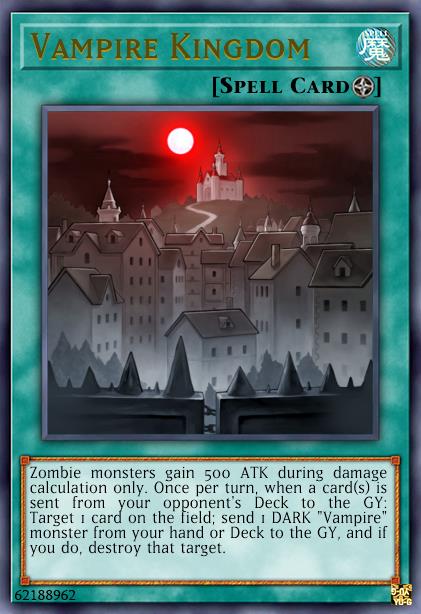 VAMPIRE KINGDOM
SPELL
魔
[SPELL CARD]
Zombie monsters gain 500 ATK during damage
calculation only. Once per turn, when a card(s) is
sent from your opponent's Deck to the GY:
Target 1 card on the field; send 1 DARK "Vampire"
monster from your hand or Deck to the GY, and if
you do, destroy that target.
62188962